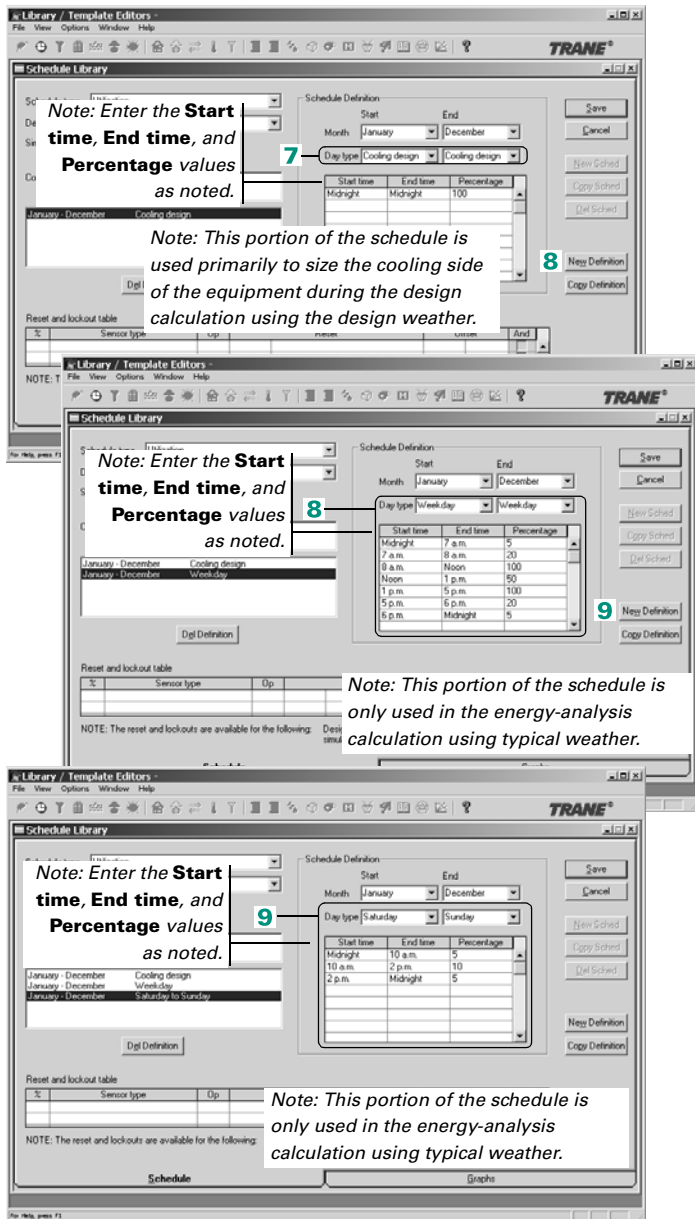 Library / Template Editors -
File View Options Window Help
TRANE®
Schedule Library
Note: Enter the Start
time, End time, and
Percentage values
as noted.
Schedule Definition
Start End
Month January December
7 Day type Cooling design Cooling design
Start time End time Percentage
Midnight Midnight 100
Save
Cancel
New Sched
Copy Sched
Del Sched
8 New Definition
Copy Definition
January - December Cooling design
Note: This portion of the schedule is
used primarily to size the cooling side
of the equipment during the design
calculation using the design weather.
Reset and lockout table
% Sensor type Op Reset Offset And
NOTE: T
For Help, press F1
Library / Template Editors -
File View Options Window Help
TRANE®
Schedule Library
Note: Enter the Start
time, End time, and
Percentage values
as noted.
Schedule Definition
Start End
Month January December
8 Day type Weekday Weekday
Start time End time Percentage
Midnight 7 a.m. 5
7 a.m. 8 a.m. 20
8 a.m. Noon 100
Noon 1 p.m. 50
1 p.m. 5 p.m. 100
5 p.m. 6 p.m. 20
6 p.m. Midnight 5
Save
Cancel
New Sched
Copy Sched
Del Sched
9 New Definition
Copy Definition
January - December Cooling design
January - December Weekday
Del Definition
Reset and lockout table
% Sensor type Op
NOTE: The reset and lockouts are available for the following:
Note: This portion of the schedule is
only used in the energy-analysis
calculation using typical weather.
Library / Template Editors -
File View Options Window Help
TRANE®
Schedule Library
Note: Enter the Start
time, End time, and
Percentage values
as noted.
Schedule Definition
Start End
Month January December
9 Day type Saturday Sunday
Start time End time Percentage
Midnight 10 a.m. 5
10 a.m. 2 p.m. 10
2 p.m. Midnight 5
Save
Cancel
New Sched
Copy Sched
Del Sched
New Definition
Copy Definition
January - December Cooling design
January - December Weekday
January - December Saturday to Sunday
Del Definition
Reset and lockout table
% Sensor type Op
NOTE: The reset and lockouts are available for the following:
Note: This portion of the schedule is
only used in the energy-analysis
calculation using typical weather.
Schedule Graphs
For Help, press F1